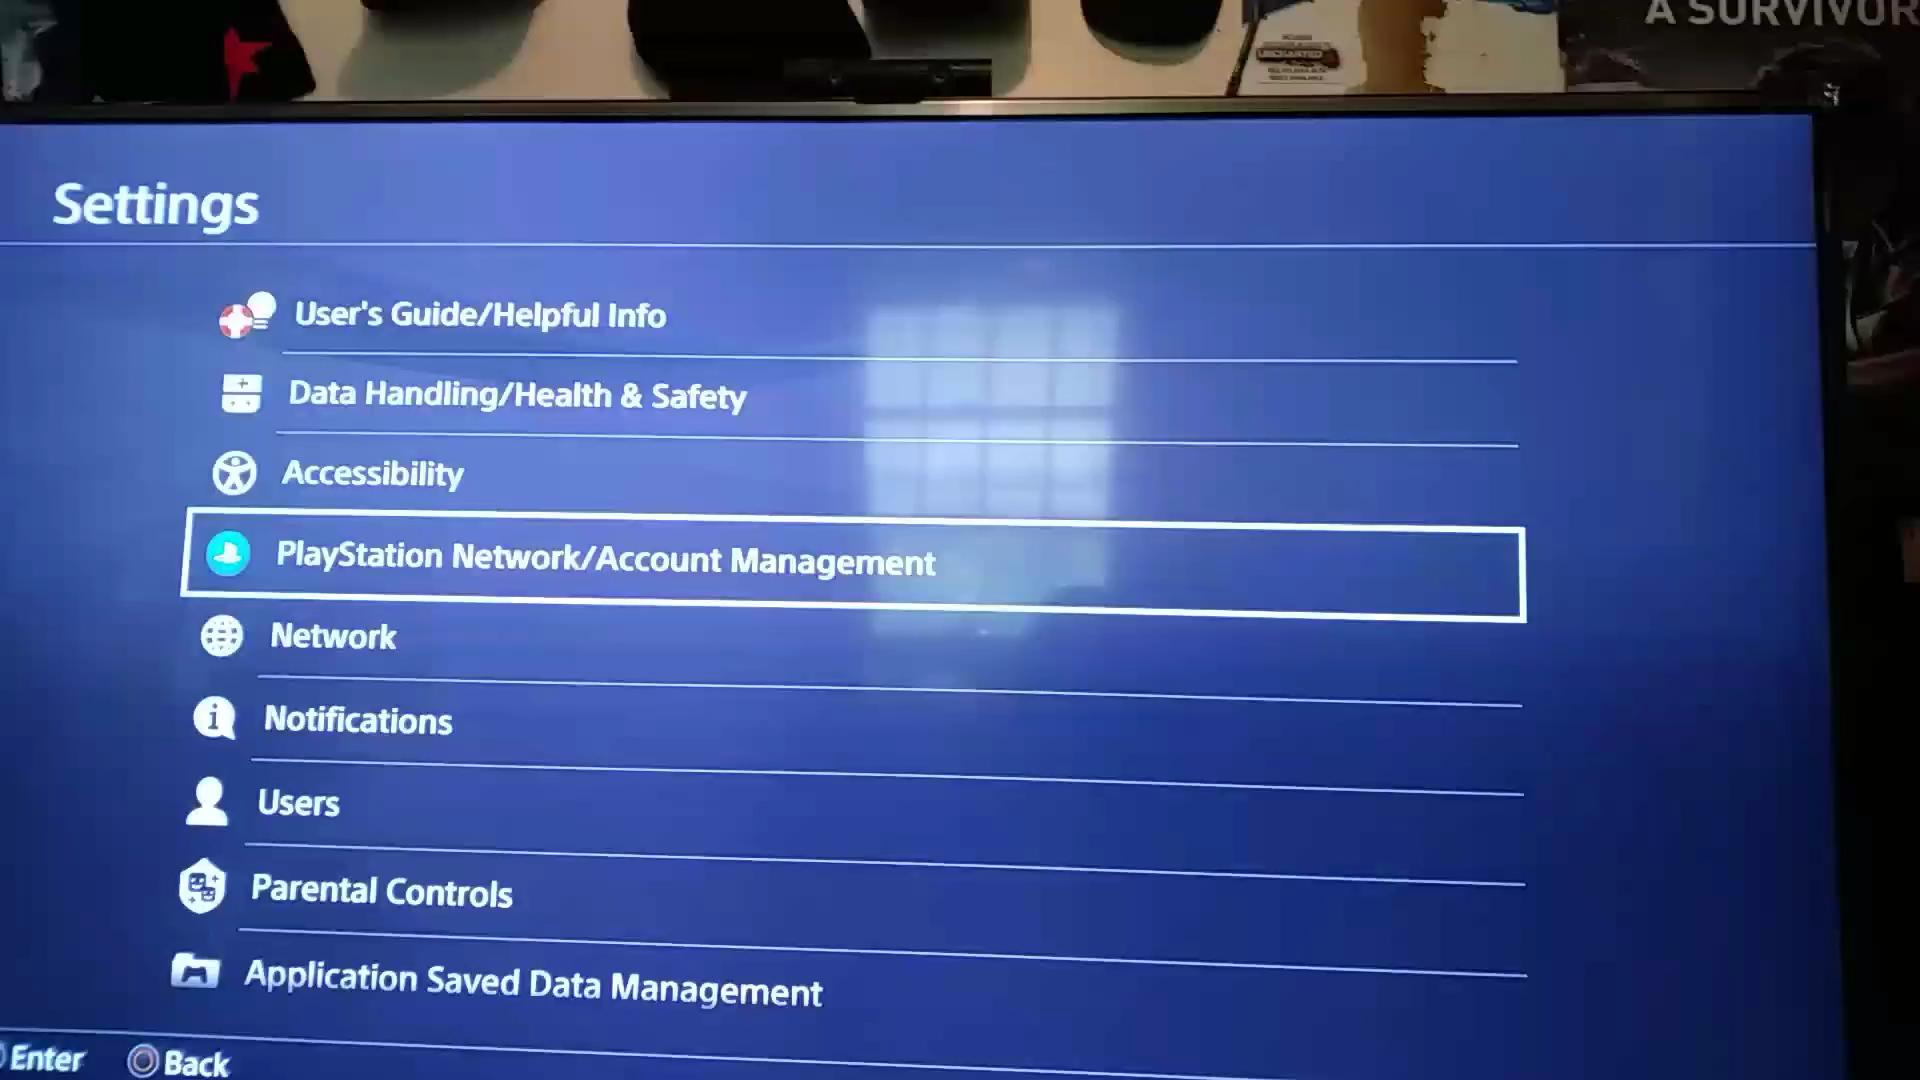 A SURVIVOR
UNCHARTED
Settings
User's Guide/Helpful Info
Data Handling/Health & Safety
Accessibility
PlayStation Network/Account Management
Network
Notifications
Users
Parental Controls
Application Saved Data Management
Enter
Back